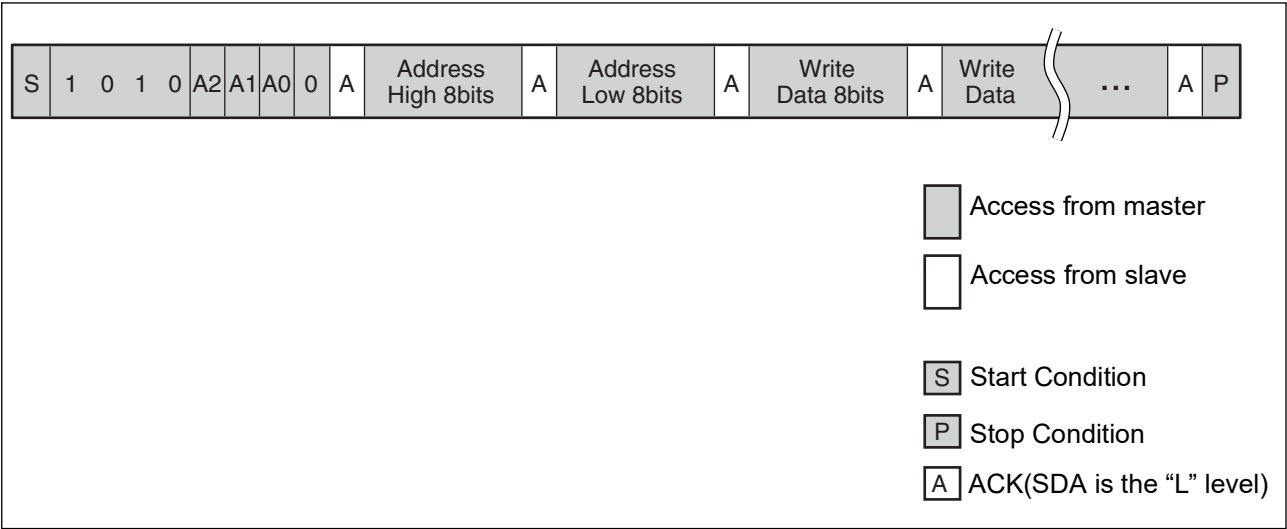 S 1 0 1 0 A2 A1 A0 0 A Address High 8bits A Address Low 8bits A Write Data 8bits A Write Data ... A P
Access from master
Access from slave
S Start Condition
P Stop Condition
A ACK(SDA is the “L” level)